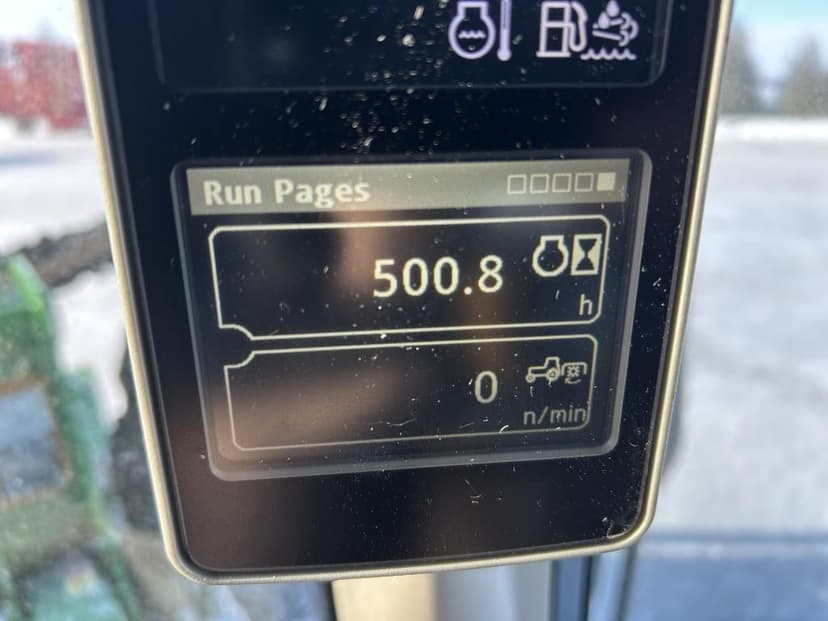 Run Pages
500.8
h
0
n/min